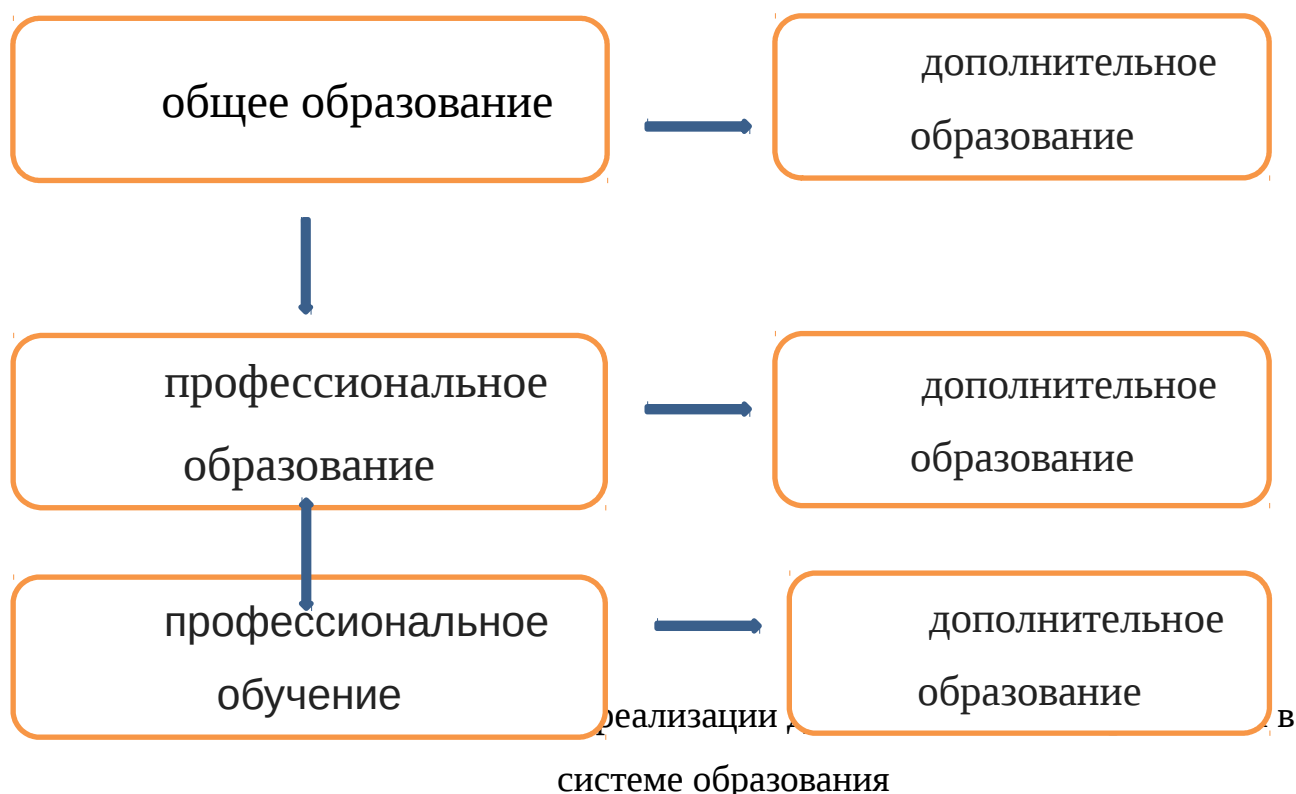 общее образование
дополнительное
образование
профессиональное
образование
дополнительное
образование
профессиональное
обучение
дополнительное
образование
реализации в
системе образования